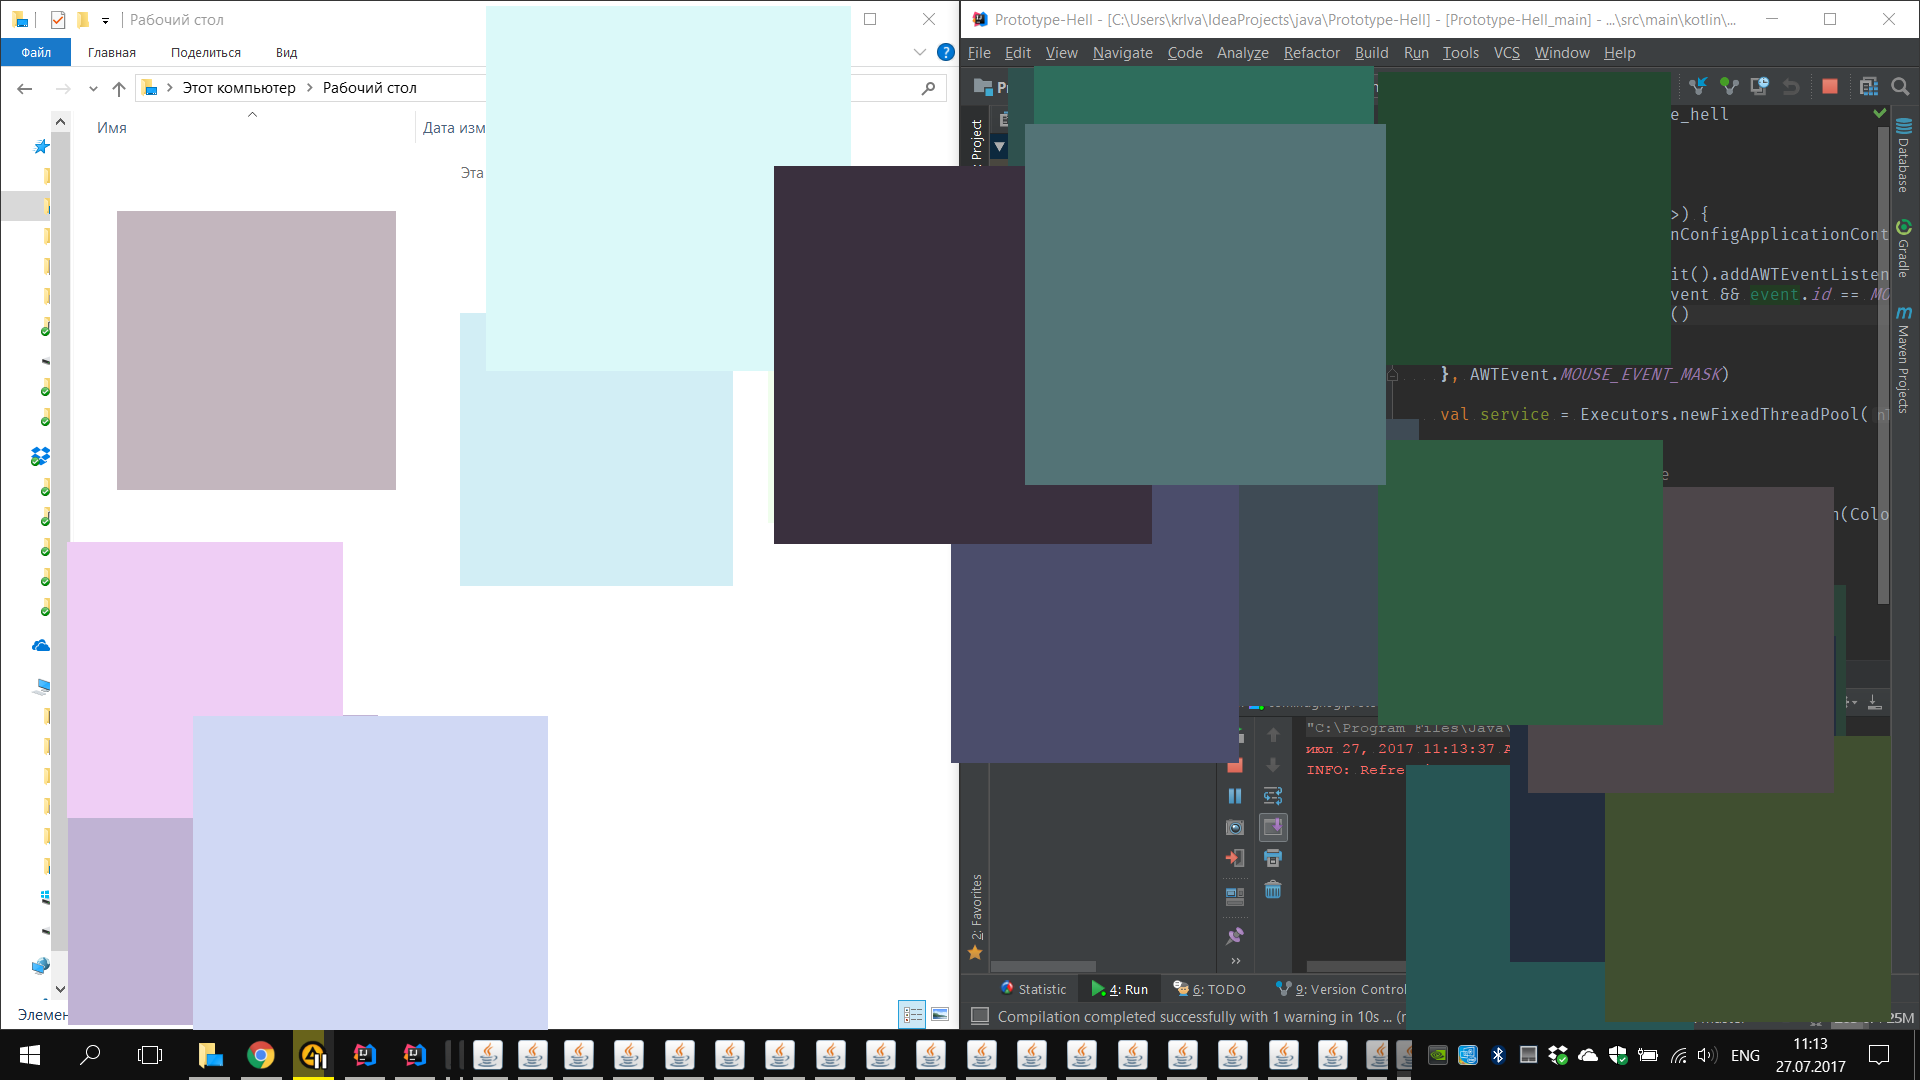 Рабочий стол
Файл
Главная
Поделиться
Вид
Этот компьютер
Рабочий стол
Имя
Дата изм
Эта
Prototype-Hell - [C:\Users\krlva\IdeaProjects\java\Prototype-Hell] - [Prototype-Hell_main] - ...\src\main\kotlin\...
File Edit View Navigate Code Analyze Refactor Build Run Tools VCS Window Help
Project
e_hell
>) {
nConfigApplicationCont
it().addAWTEventListen
vent && event.id == MO
()
}, AWTEvent.MOUSE_EVENT_MASK)
val service = Executors.newFixedThreadPool(
e
(Colo
Database
Gradle
Maven Projects
"C:\Program Files\Java\
июл 27, 2017 11:13:37 A
INFO: Refre
2: Favorites
Statistic
4: Run
6: TODO
9: Version Control
Compilation completed successfully with 1 warning in 10s ...
25M
Элемен
ENG
11:13
27.07.2017